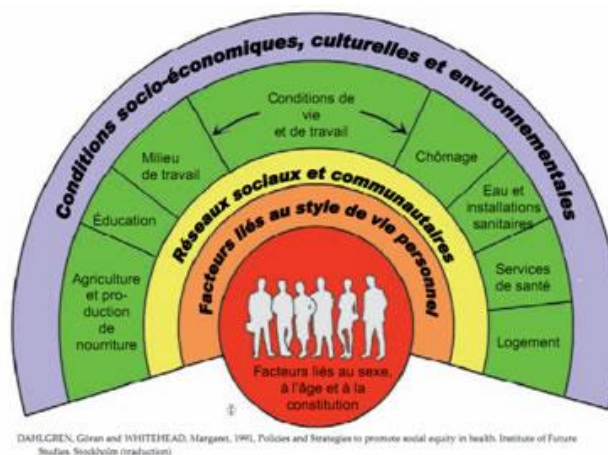 Conditions socio-économiques, culturelles et environnementales
Conditions de
vie
et de travail
Milieu
de travail
Chômage
Éducation
Eau et
installations
sanitaires
Agriculture
et pro-
duction
de
nourriture
Services
de santé
Logement
Réseaux sociaux et communautaires
Facteurs liés au style de vie personnel
Facteurs liés au sexe,
à l'âge et à la
constitution
DAHLGREN, Göran and WHITEHEAD, Margaret, 1991, Policies and Strategies to promote social equity in health. Institute of Future
Studies, Stockholm (traduction)